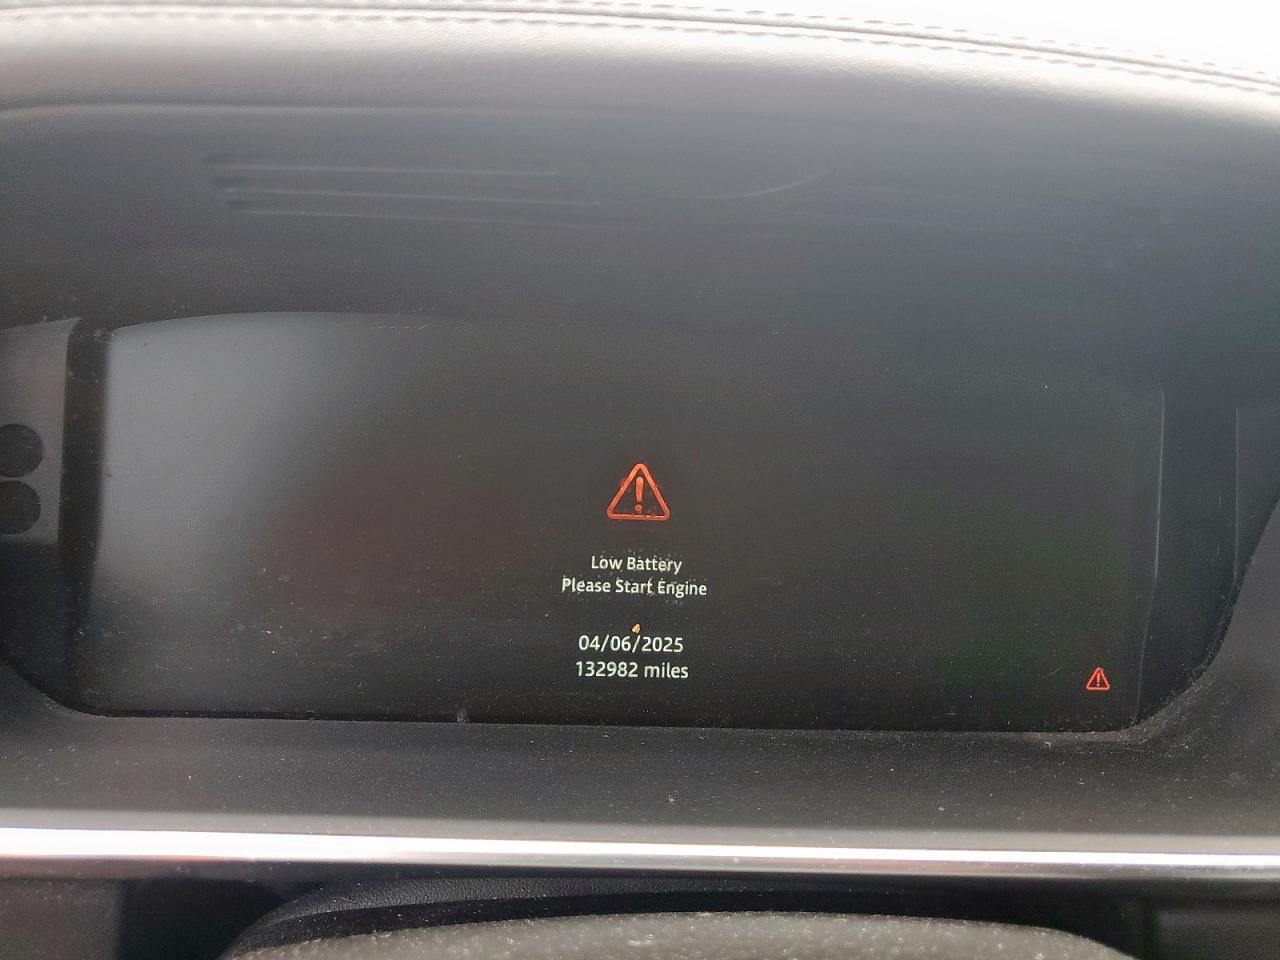 Low Battery
Please Start Engine
04/06/2025
132982 miles